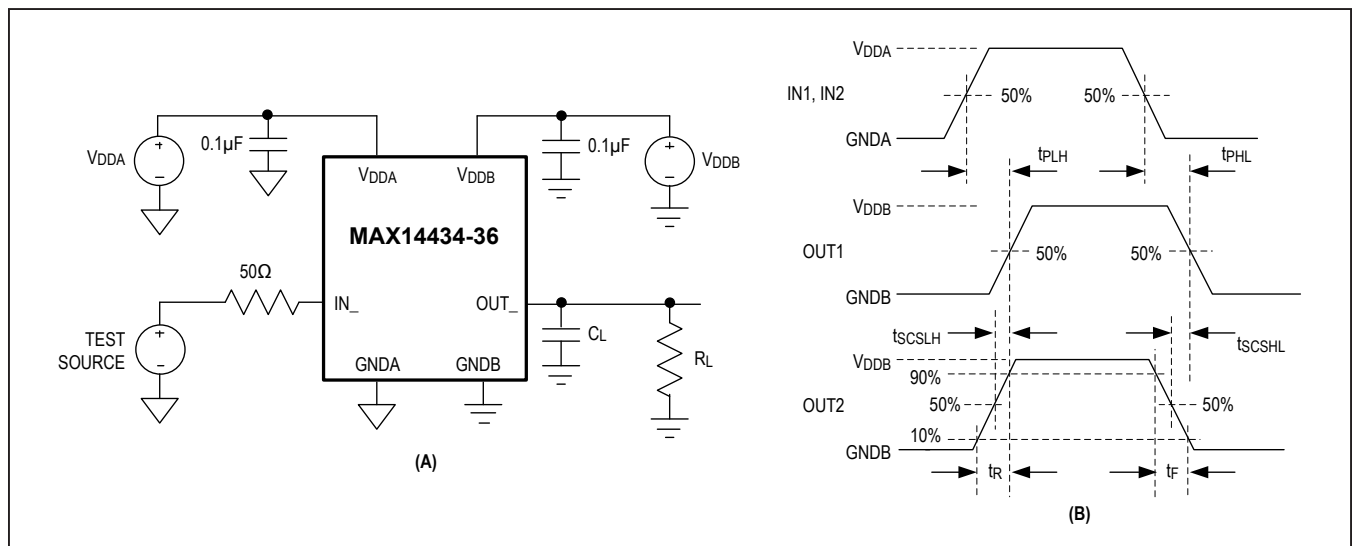 VDDA
0.1µF
0.1µF
VDDB
VDDA
VDDB
MAX14434-36
50Ω
IN_
OUT_
TEST
SOURCE
CL
RL
GNDA
GNDB
(A)
VDDA
IN1, IN2
50%
50%
GNDA
tPLH
tPHL
VDDB
OUT1
50%
50%
GNDB
tSCSLH
tSCSHL
VDDB
90%
OUT2
50%
50%
10%
GNDB
tR
tF
(B)